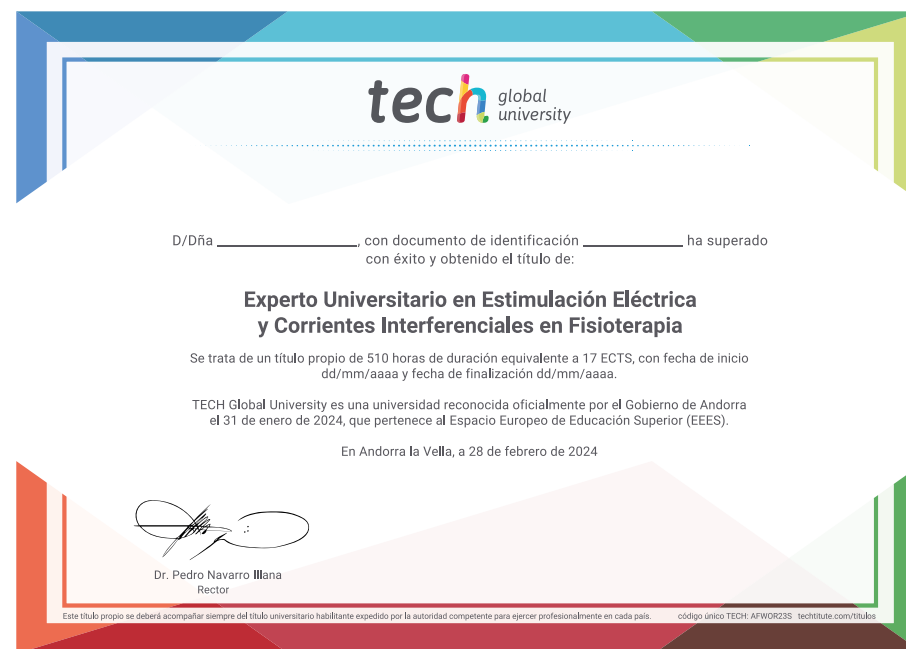 tech global university
D/Dña ________________, con documento de identificación ____________ ha superado
con éxito y obtenido el título de:
Experto Universitario en Estimulación Eléctrica
y Corrientes Interferenciales en Fisioterapia
Se trata de un título propio de 510 horas de duración equivalente a 17 ECTS, con fecha de inicio
dd/mm/aaaa y fecha de finalización dd/mm/aaaa.
TECH Global University es una universidad reconocida oficialmente por el Gobierno de Andorra
el 31 de enero de 2024, que pertenece al Espacio Europeo de Educación Superior (EEES).
En Andorra la Vella, a 28 de febrero de 2024
Dr. Pedro Navarro Illana
Rector
Este título propio se deberá acompañar siempre del título universitario habilitante expedido por la autoridad competente para ejercer profesionalmente en cada país. código único TECH: AFWOR23S techtitute.com/titulos